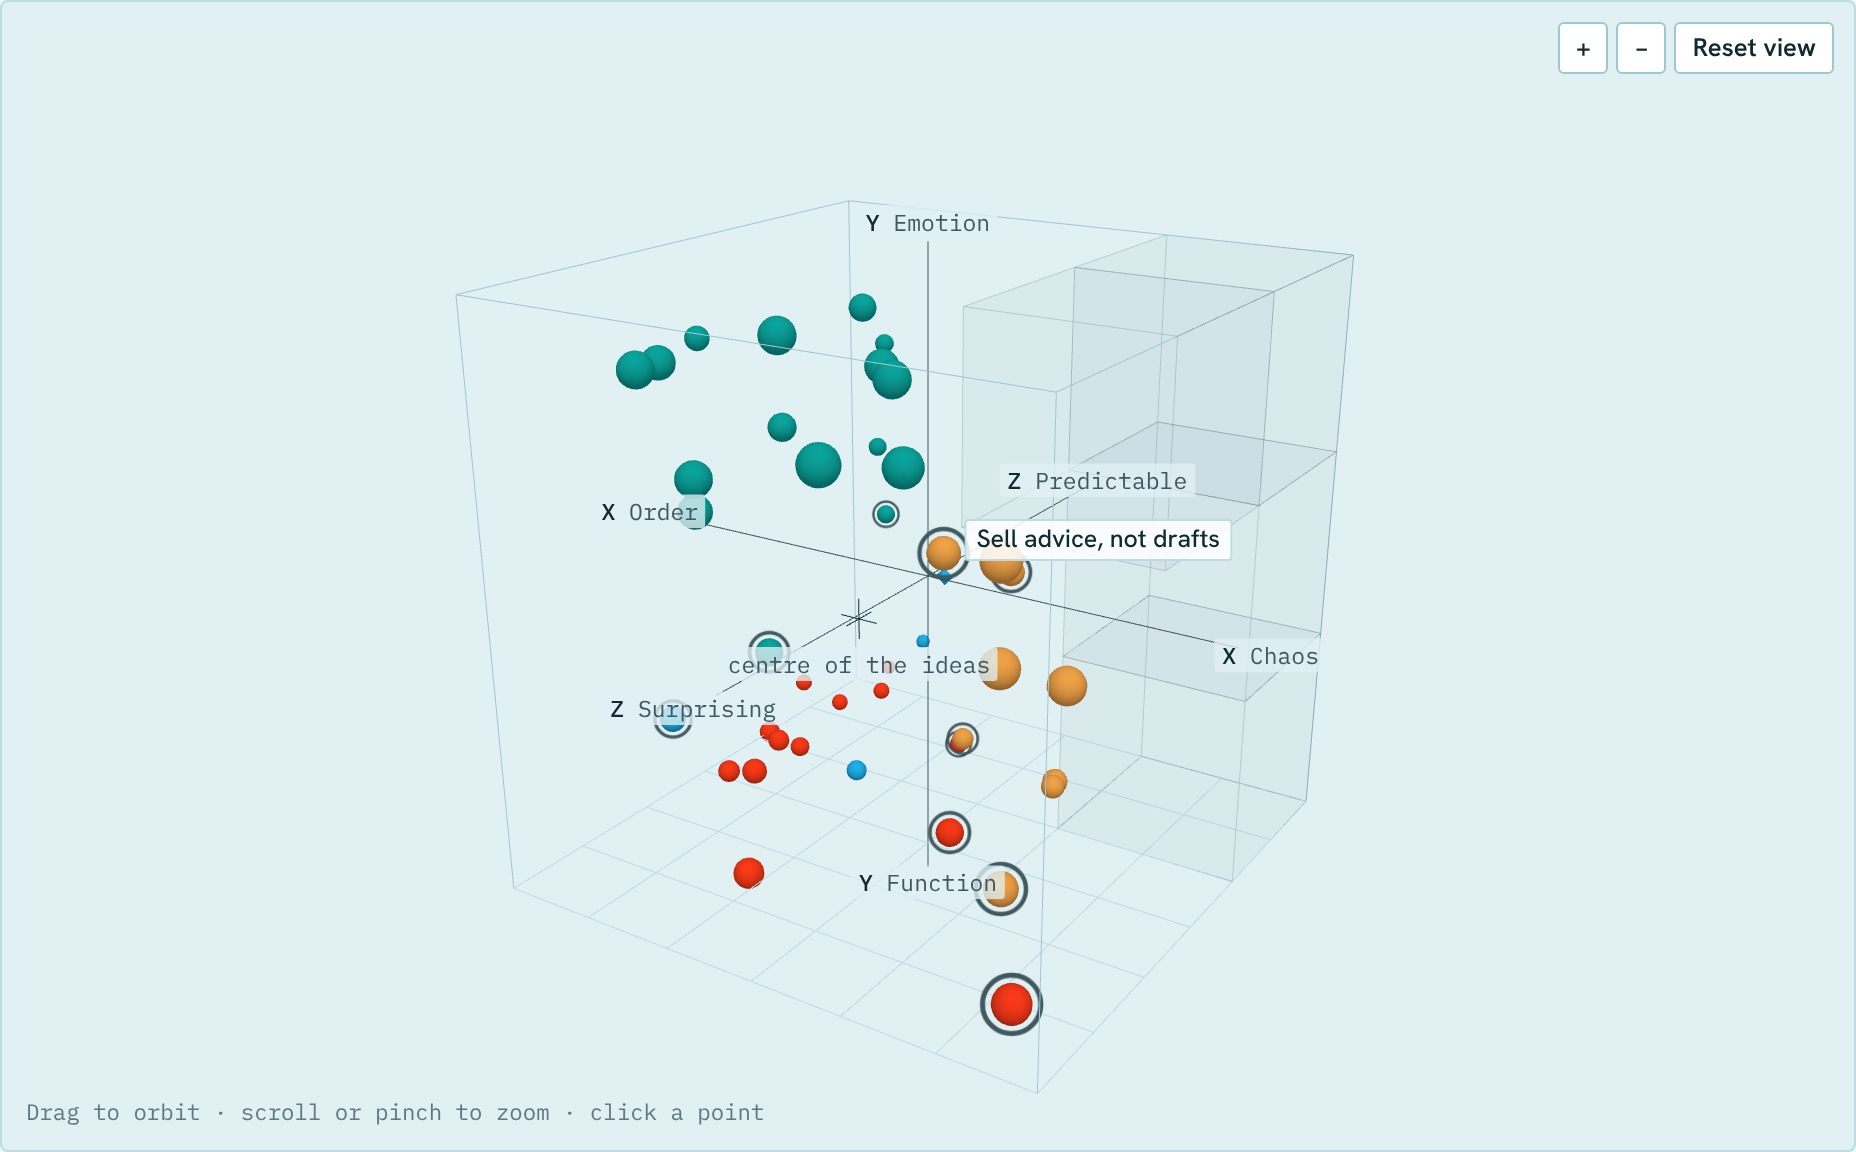 +
−
Reset view
Y Emotion
Z Predictable
X Order
Sell advice, not drafts
X Chaos
centre of the ideas
Z Surprising
Y Function
Drag to orbit · scroll or pinch to zoom · click a point